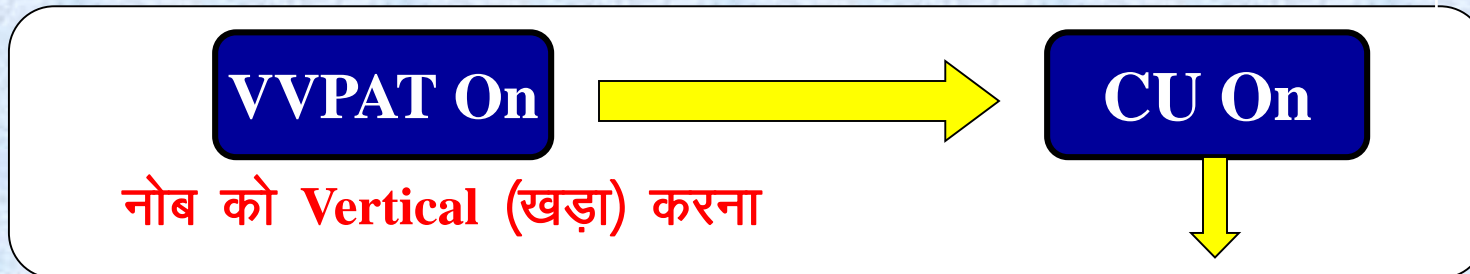 VVPAT On
CU On
नोब को Vertical (खड़ा) करना